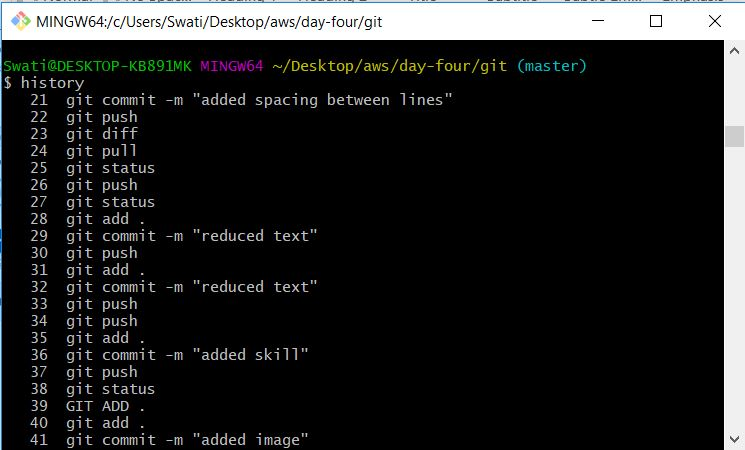 MINGW64:/c/Users/Swati/Desktop/aws/day-four/git
Swati@DESKTOP-KB891MK MINGW64 ~/Desktop/aws/day-four/git (master)
$ history
21 git commit -m "added spacing between lines"
22 git push
23 git diff
24 git pull
25 git status
26 git push
27 git status
28 git add .
29 git commit -m "reduced text"
30 git push
31 git add .
32 git commit -m "reduced text"
33 git push
34 git push
35 git add .
36 git commit -m "added skill"
37 git push
38 git status
39 GIT ADD .
40 git add .
41 git commit -m "added image"